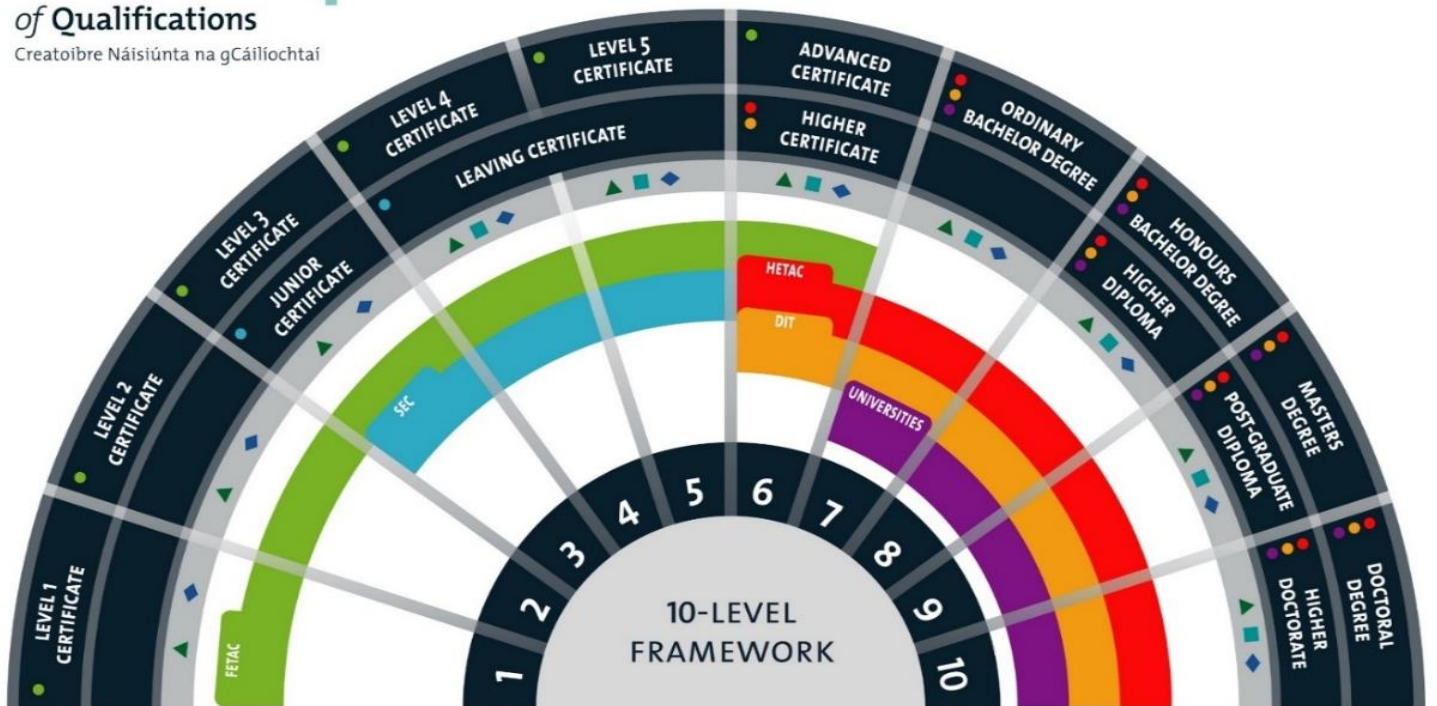 of Qualifications
Creatoibre Náisiúnta na gCáilíochtaí
LEVEL 1
CERTIFICATE
LEVEL 2
CERTIFICATE
LEVEL 3
CERTIFICATE
LEVEL 4
CERTIFICATE
LEVEL 5
CERTIFICATE
ADVANCED
CERTIFICATE
ORDINARY
BACHELOR DEGREE
HONOURS
BACHELOR DEGREE
MASTERS
DEGREE
DOCTORAL
DEGREE
JUNIOR
CERTIFICATE
LEAVING CERTIFICATE
HIGHER
CERTIFICATE
HIGHER
DIPLOMA
POST-GRADUATE
DIPLOMA
HIGHER
DOCTORATE
FETAC
SEC
HETAC
DIT
UNIVERSITIES
1
2
3
4
5
6
7
8
9
10
10-LEVEL
FRAMEWORK